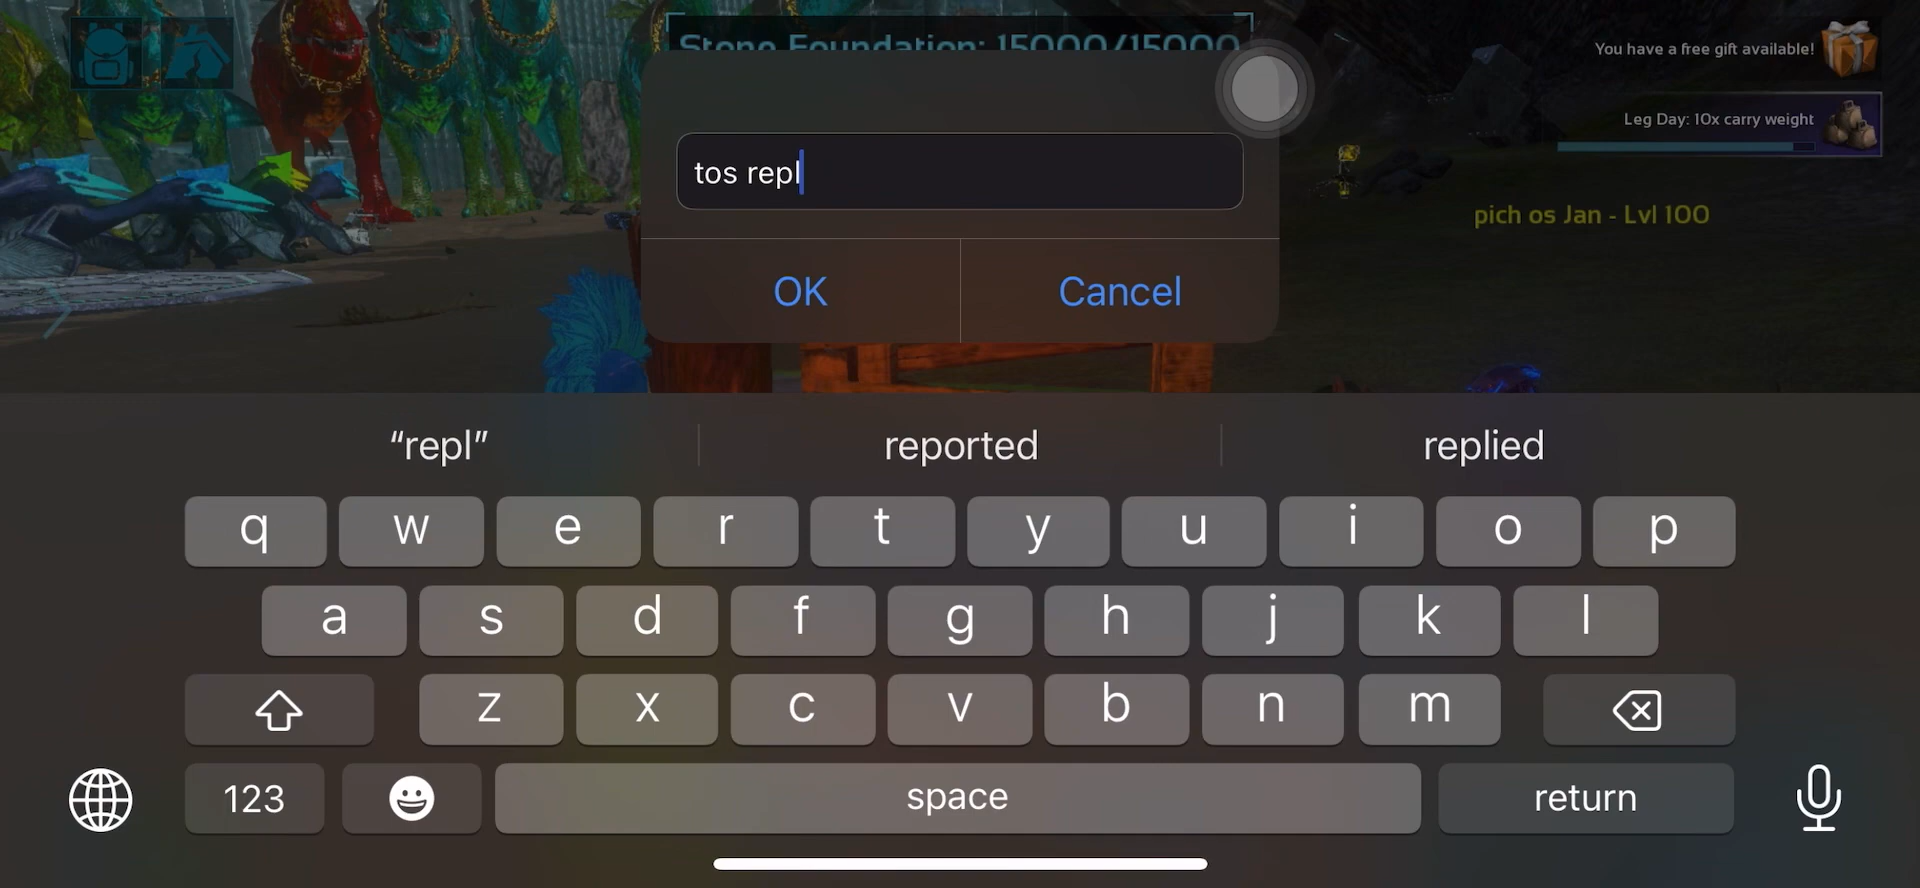 Stone Foundation: 15000/15000
You have a free gift available!
Leg Day: 10x carry weight
pich os Jan - Lvl 100
tos repl
OK
Cancel
“repl”
reported
replied
q w e r t y u i o p
a s d f g h j k l
z x c v b n m
123
space
return